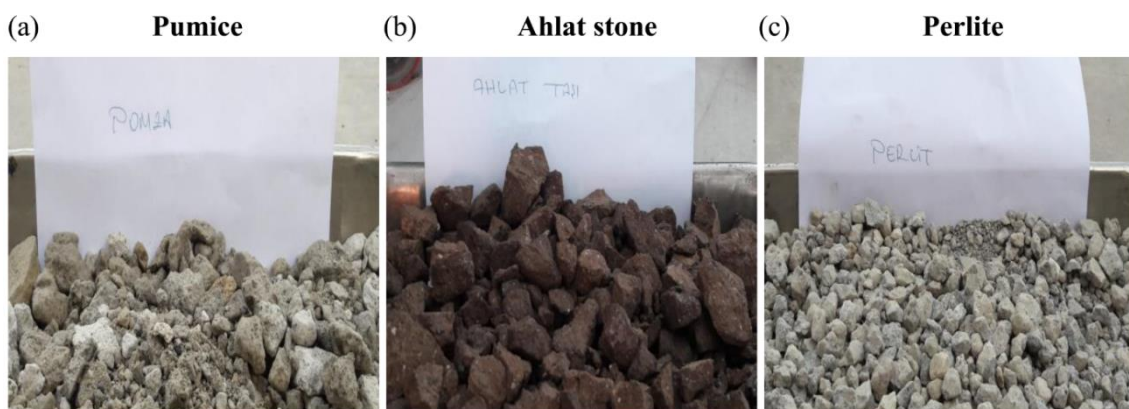 (a) Pumice
(b) Ahlat stone
(c) Perlite
POMZA
AHLAT TAŞI
PERLİT